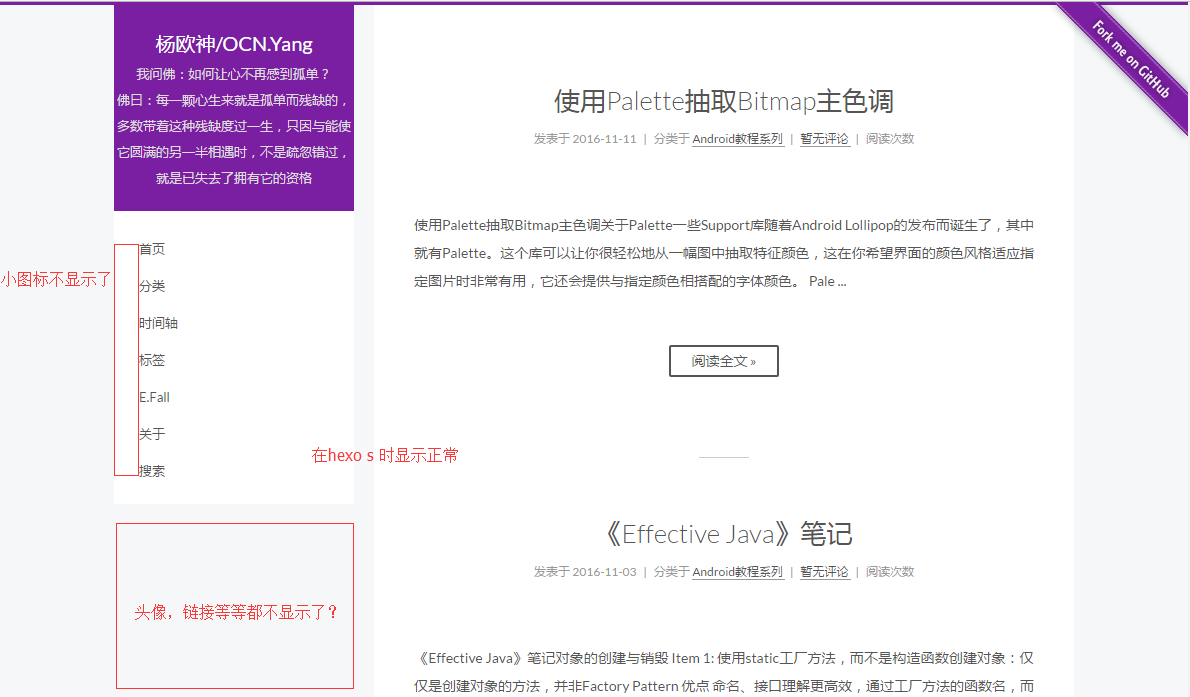 杨欧神/OCN.Yang
我问佛：如何让心不再感到孤单？
佛曰：每一颗心生来就是孤单而残缺的，
多数带着这种残缺度过一生，只因与能使
它圆满的另一半相遇时，不是疏忽错过，
就是已失去了拥有它的资格
首页
分类
时间轴
标签
E.Fall
关于
搜索
小图标不显示了
在hexo s 时显示正常
头像，链接等等都不显示了？
Fork me on GitHub
使用Palette抽取Bitmap主色调
发表于 2016-11-11 | 分类于 Android教程系列 | 暂无评论 | 阅读次数
使用Palette抽取Bitmap主色调关于Palette一些Support库随着Android Lollipop的发布而诞生了，其中
就有Palette。这个库可以让你很轻松地从一幅图中抽取特征颜色，这在你希望界面的颜色风格适应指
定图片时非常有用，它还会提供与指定颜色相搭配的字体颜色。 Pale ...
阅读全文 »
《Effective Java》笔记
发表于 2016-11-03 | 分类于 Android教程系列 | 暂无评论 | 阅读次数
《Effective Java》笔记对象的创建与销毁 Item 1: 使用static工厂方法，而不是构造函数创建对象：仅
仅是创建对象的方法，并非Factory Pattern 优点 命名、接口理解更高效，通过工厂方法的函数名，而